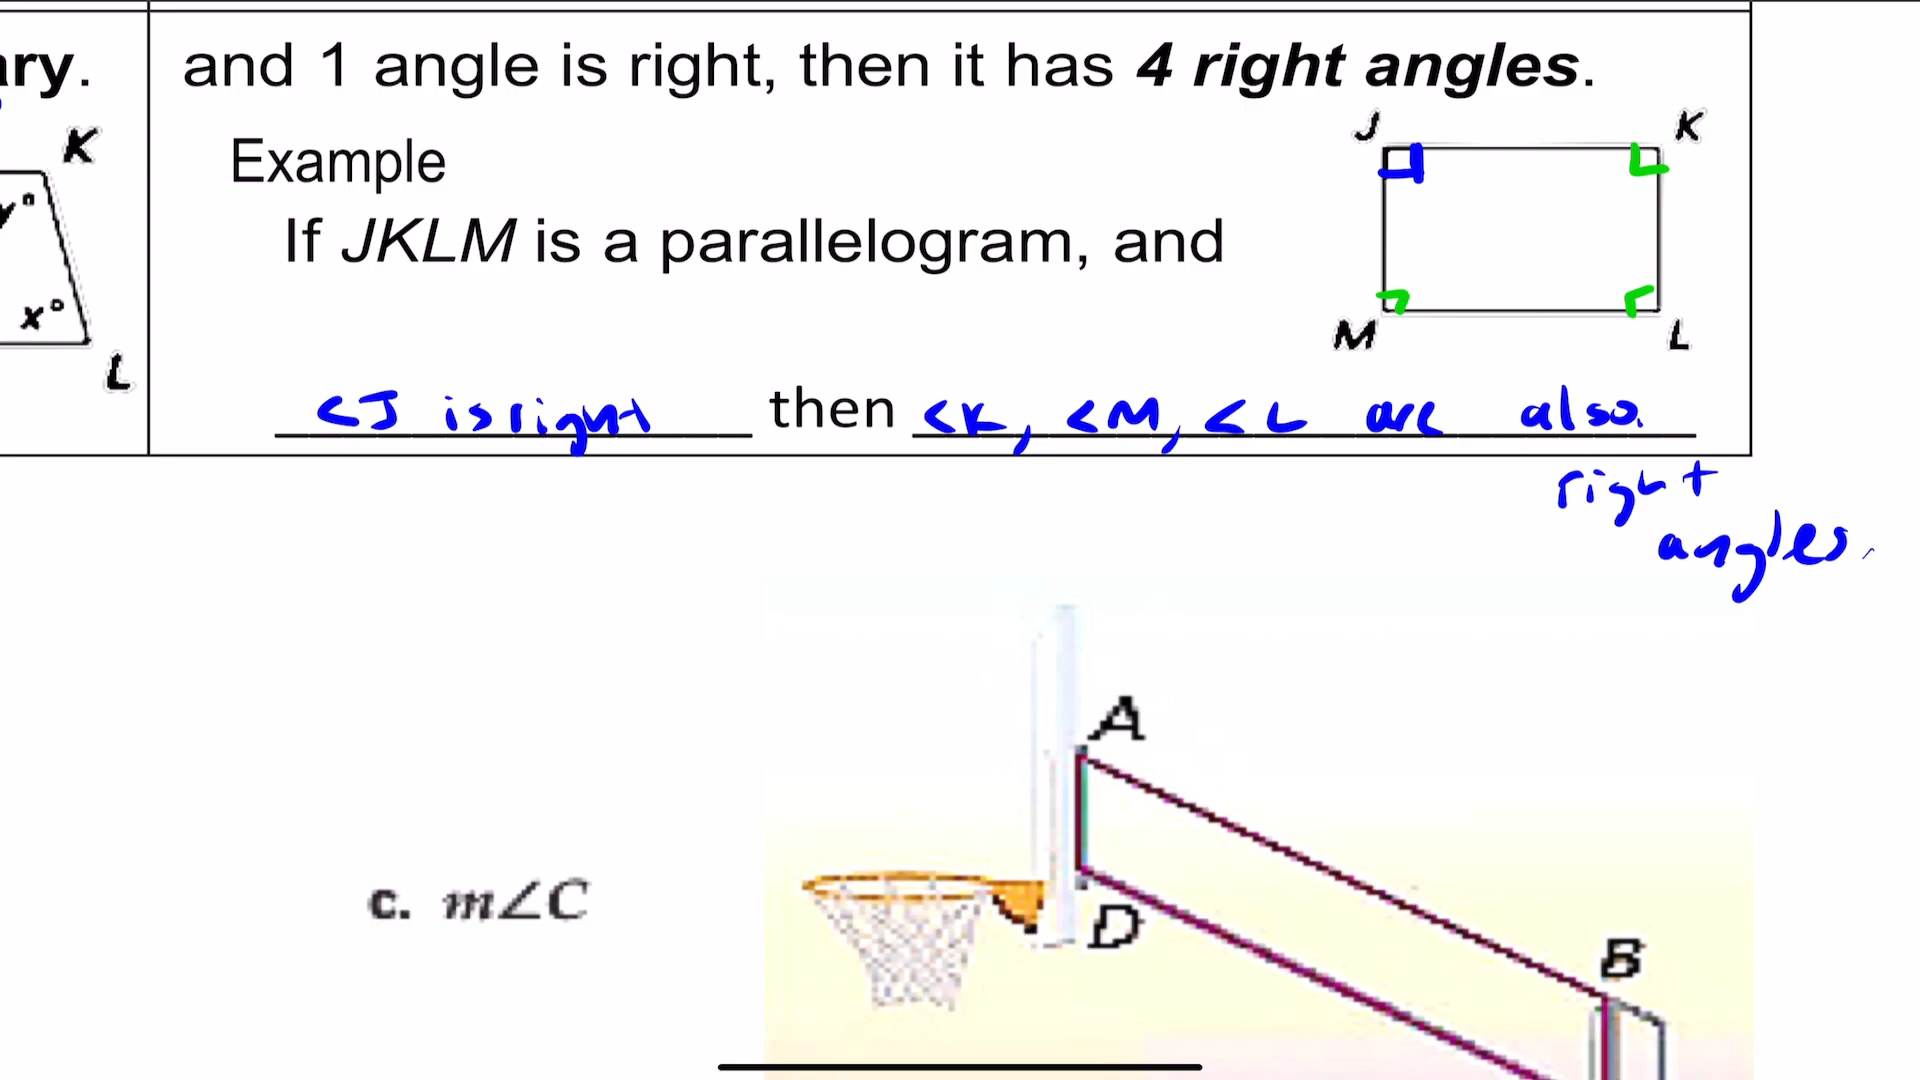 ry. and 1 angle is right, then it has 4 right angles.
K
J K
Example
y°
If JKLM is a parallelogram, and
x°
M L
L
<J is right then <K, <M, <L are also.
right
angles.
A
c. m∠C
D
B